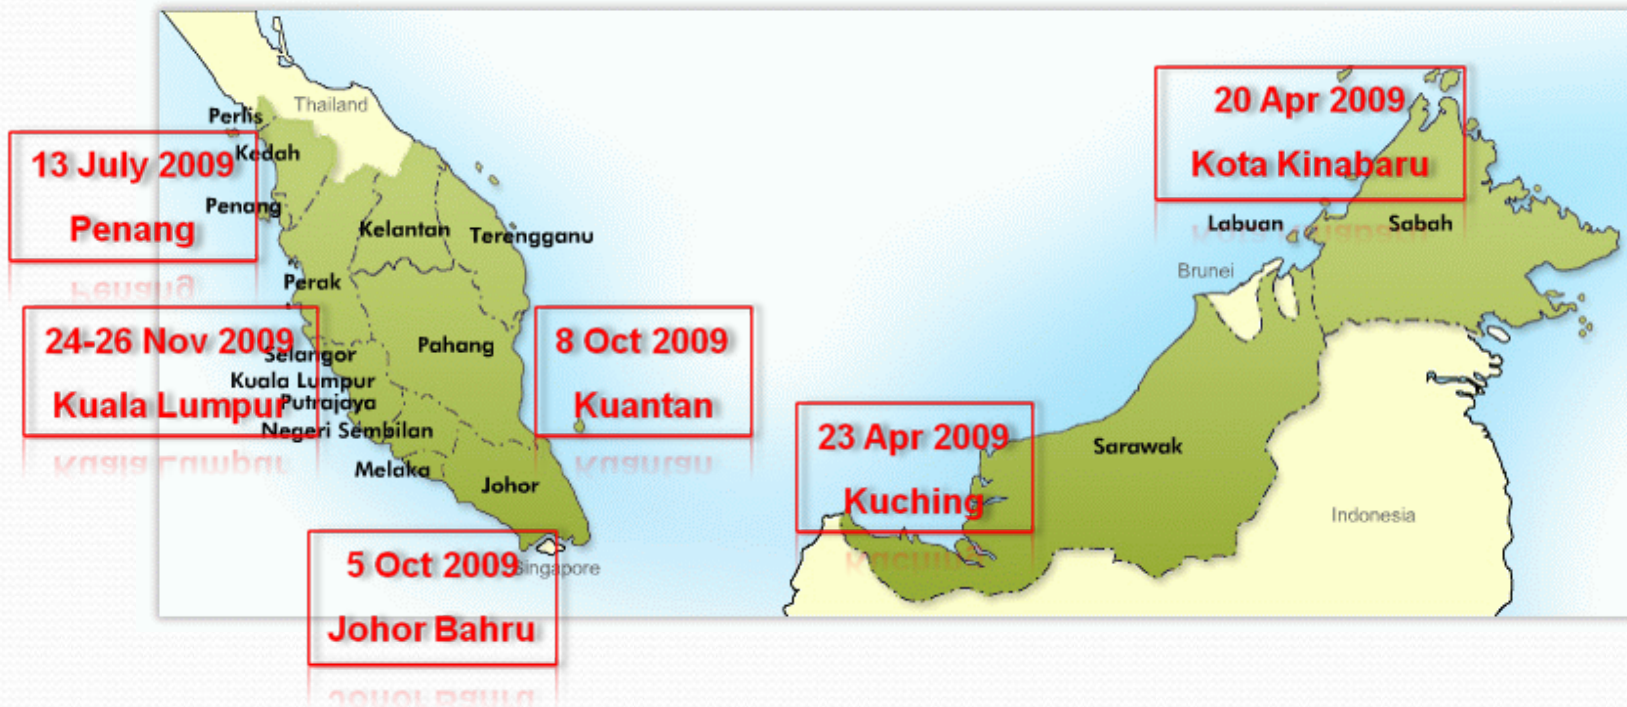 Thailand
Perlis
Kedah
13 July 2009
Penang
Penang
Kelantan
Terengganu
Perak
24-26 Nov 2009
Kuala Lumpur
Selangor
Kuala Lumpur
Putrajaya
Negeri Sembilan
Melaka
Pahang
8 Oct 2009
Kuantan
Johor
5 Oct 2009
Johor Bahru
Singapore
20 Apr 2009
Kota Kinabaru
Labuan
Sabah
Brunei
23 Apr 2009
Kuching
Sarawak
Indonesia